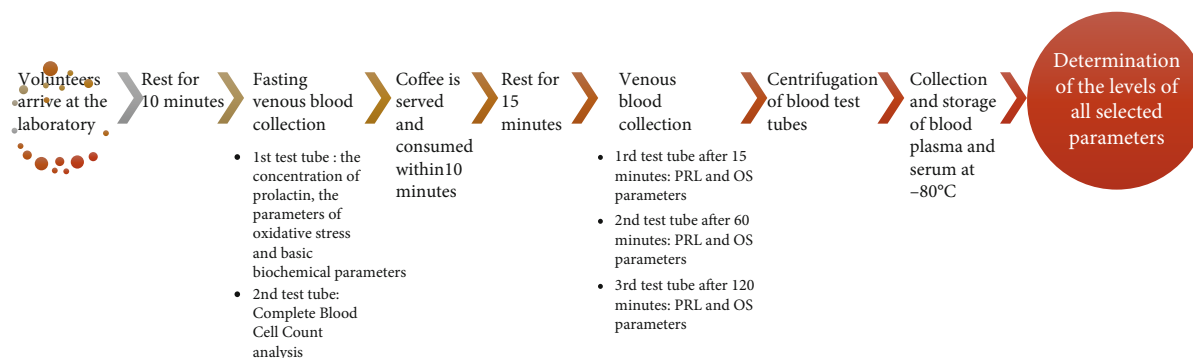 Volunteers
arrive at the
laboratory
Rest for
10 minutes
Fasting
venous blood
collection
• 1st test tube : the
concentration of
prolactin, the
parameters of
oxidative stress
and basic
biochemical parameters
• 2nd test tube:
Complete Blood
Cell Count
analysis
Coffee is
served
and
consumed
within10
minutes
Rest for
15
minutes
Venous
blood
collection
• 1rd test tube after 15
minutes: PRL and OS
parameters
• 2nd test tube after 60
minutes: PRL and OS
parameters
• 3rd test tube after 120
minutes: PRL and OS
parameters
Centrifugation
of blood test
tubes
Collection
and storage
of blood
plasma and
serum at
–80°C
Determination
of the levels of
all selected
parameters